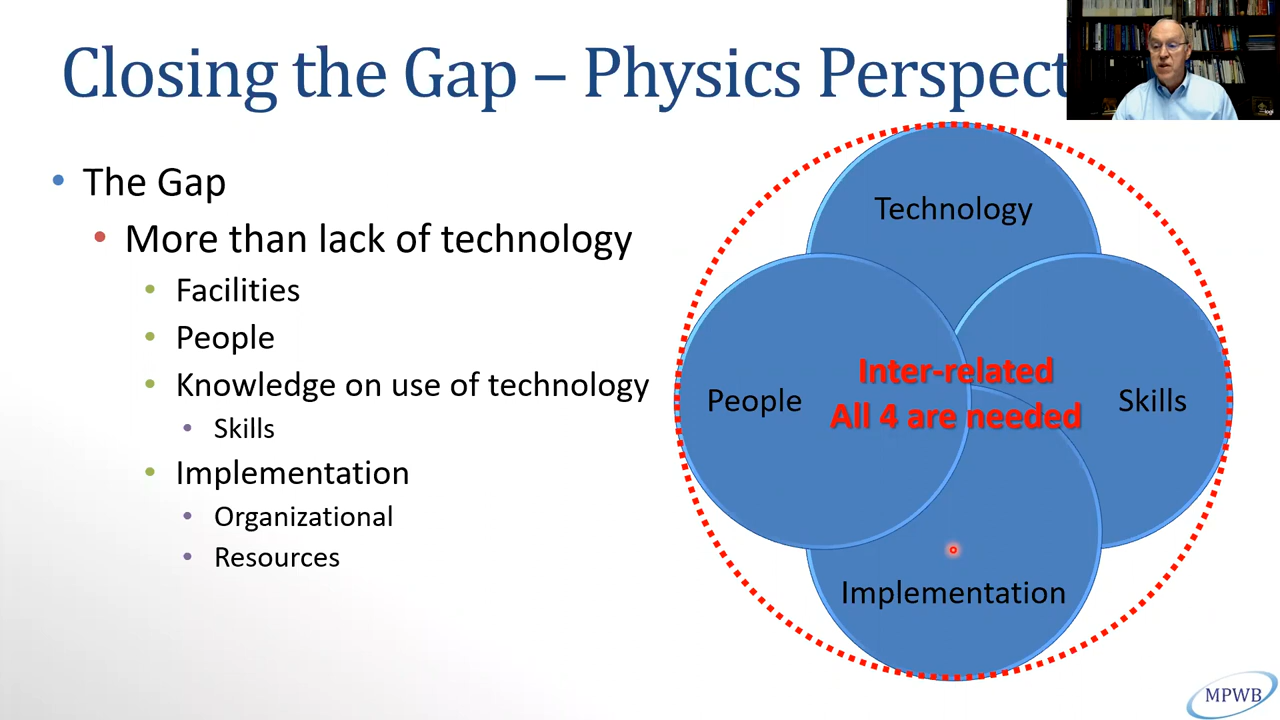 Closing the Gap – Physics Perspect
The Gap
More than lack of technology
Facilities
People
Knowledge on use of technology
Skills
Implementation
Organizational
Resources
Technology
People
Inter-related
All 4 are needed
Skills
Implementation
MPWB